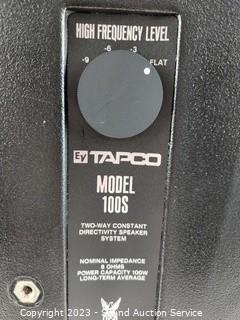 HIGH FREQUENCY LEVEL
-6 -3
-9 FLAT
EV TAPCO
MODEL
100S
TWO-WAY CONSTANT
DIRECTIVITY SPEAKER
SYSTEM
NOMINAL IMPEDANCE
8 OHMS
POWER CAPACITY 100W
LONG-TERM AVERAGE
Copyright 2023 - Grand Auction Service